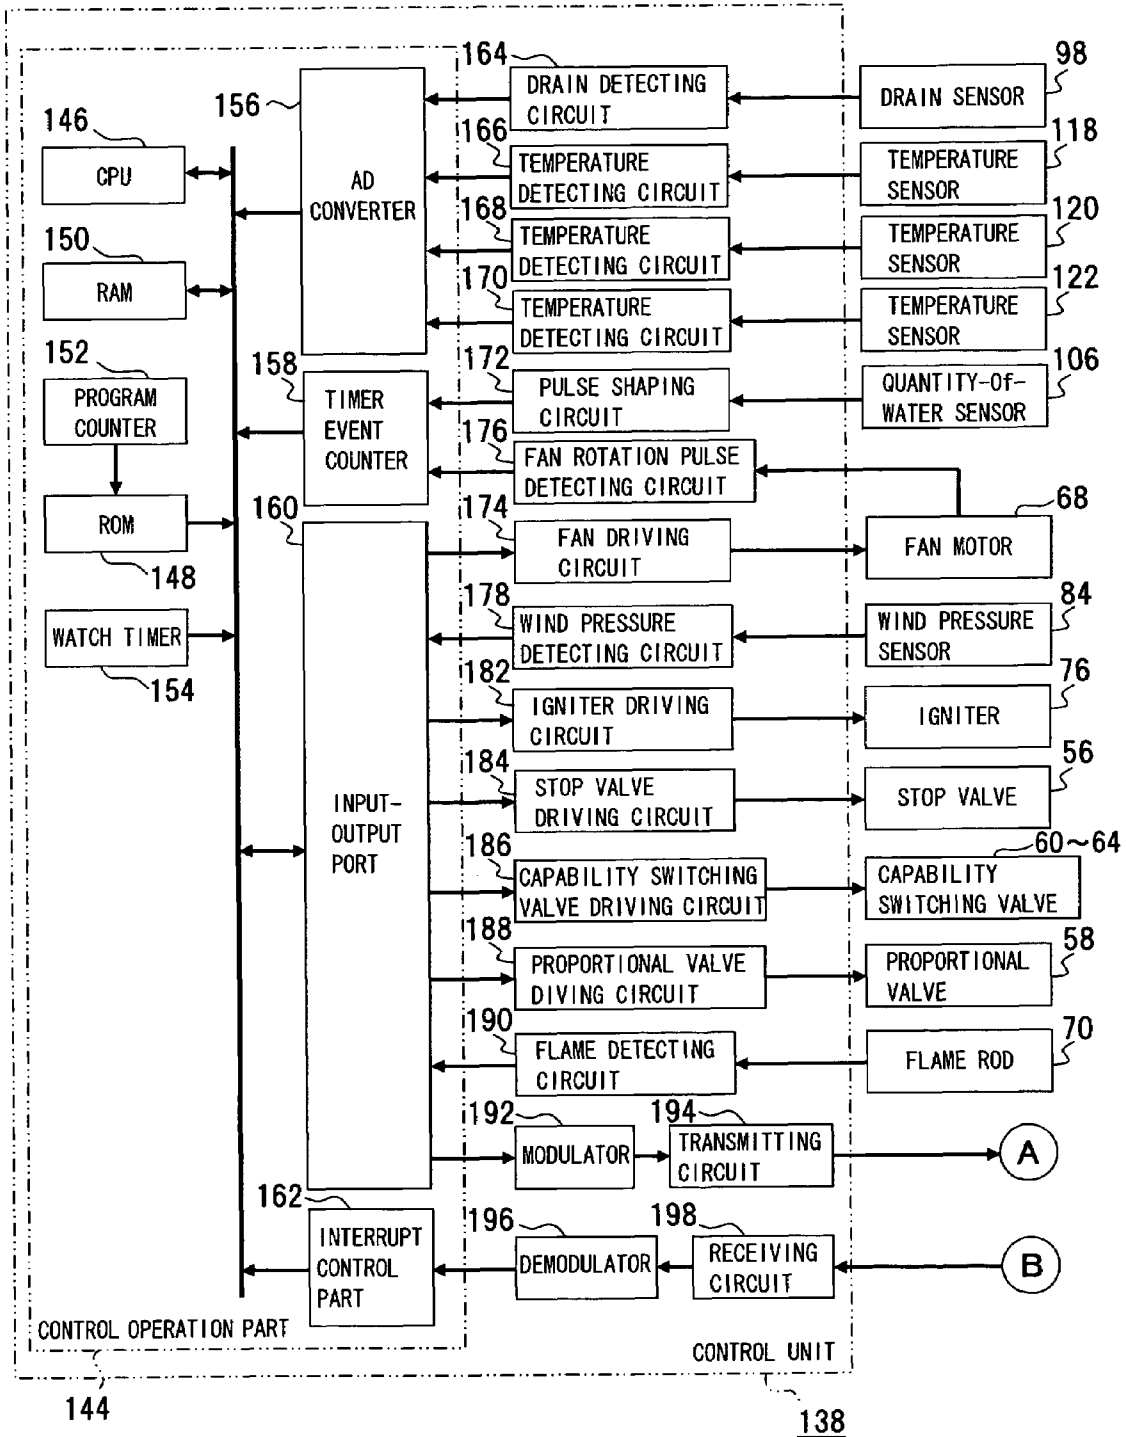 164
DRAIN DETECTING
CIRCUIT
98
DRAIN SENSOR
156
AD
CONVERTER
146
CPU
166
TEMPERATURE
DETECTING CIRCUIT
118
TEMPERATURE
SENSOR
168
TEMPERATURE
DETECTING CIRCUIT
120
TEMPERATURE
SENSOR
150
RAM
170
TEMPERATURE
DETECTING CIRCUIT
122
TEMPERATURE
SENSOR
152
PROGRAM
COUNTER
158
TIMER
EVENT
COUNTER
172
PULSE SHAPING
CIRCUIT
106
QUANTITY-Of-
WATER SENSOR
176
FAN ROTATION PULSE
DETECTING CIRCUIT
ROM
148
160
INPUT-
OUTPUT
PORT
174
FAN DRIVING
CIRCUIT
68
FAN MOTOR
WATCH TIMER
154
178
WIND PRESSURE
DETECTING CIRCUIT
84
WIND PRESSURE
SENSOR
182
IGNITER DRIVING
CIRCUIT
76
IGNITER
184
STOP VALVE
DRIVING CIRCUIT
56
STOP VALVE
186
CAPABILITY SWITCHING
VALVE DRIVING CIRCUIT
60~64
CAPABILITY
SWITCHING VALVE
188
PROPORTIONAL VALVE
DIVING CIRCUIT
58
PROPORTIONAL
VALVE
190
FLAME DETECTING
CIRCUIT
70
FLAME ROD
192
MODULATOR
194
TRANSMITTING
CIRCUIT
A
162
INTERRUPT
CONTROL
PART
196
DEMODULATOR
198
RECEIVING
CIRCUIT
B
CONTROL OPERATION PART
144
CONTROL UNIT
138